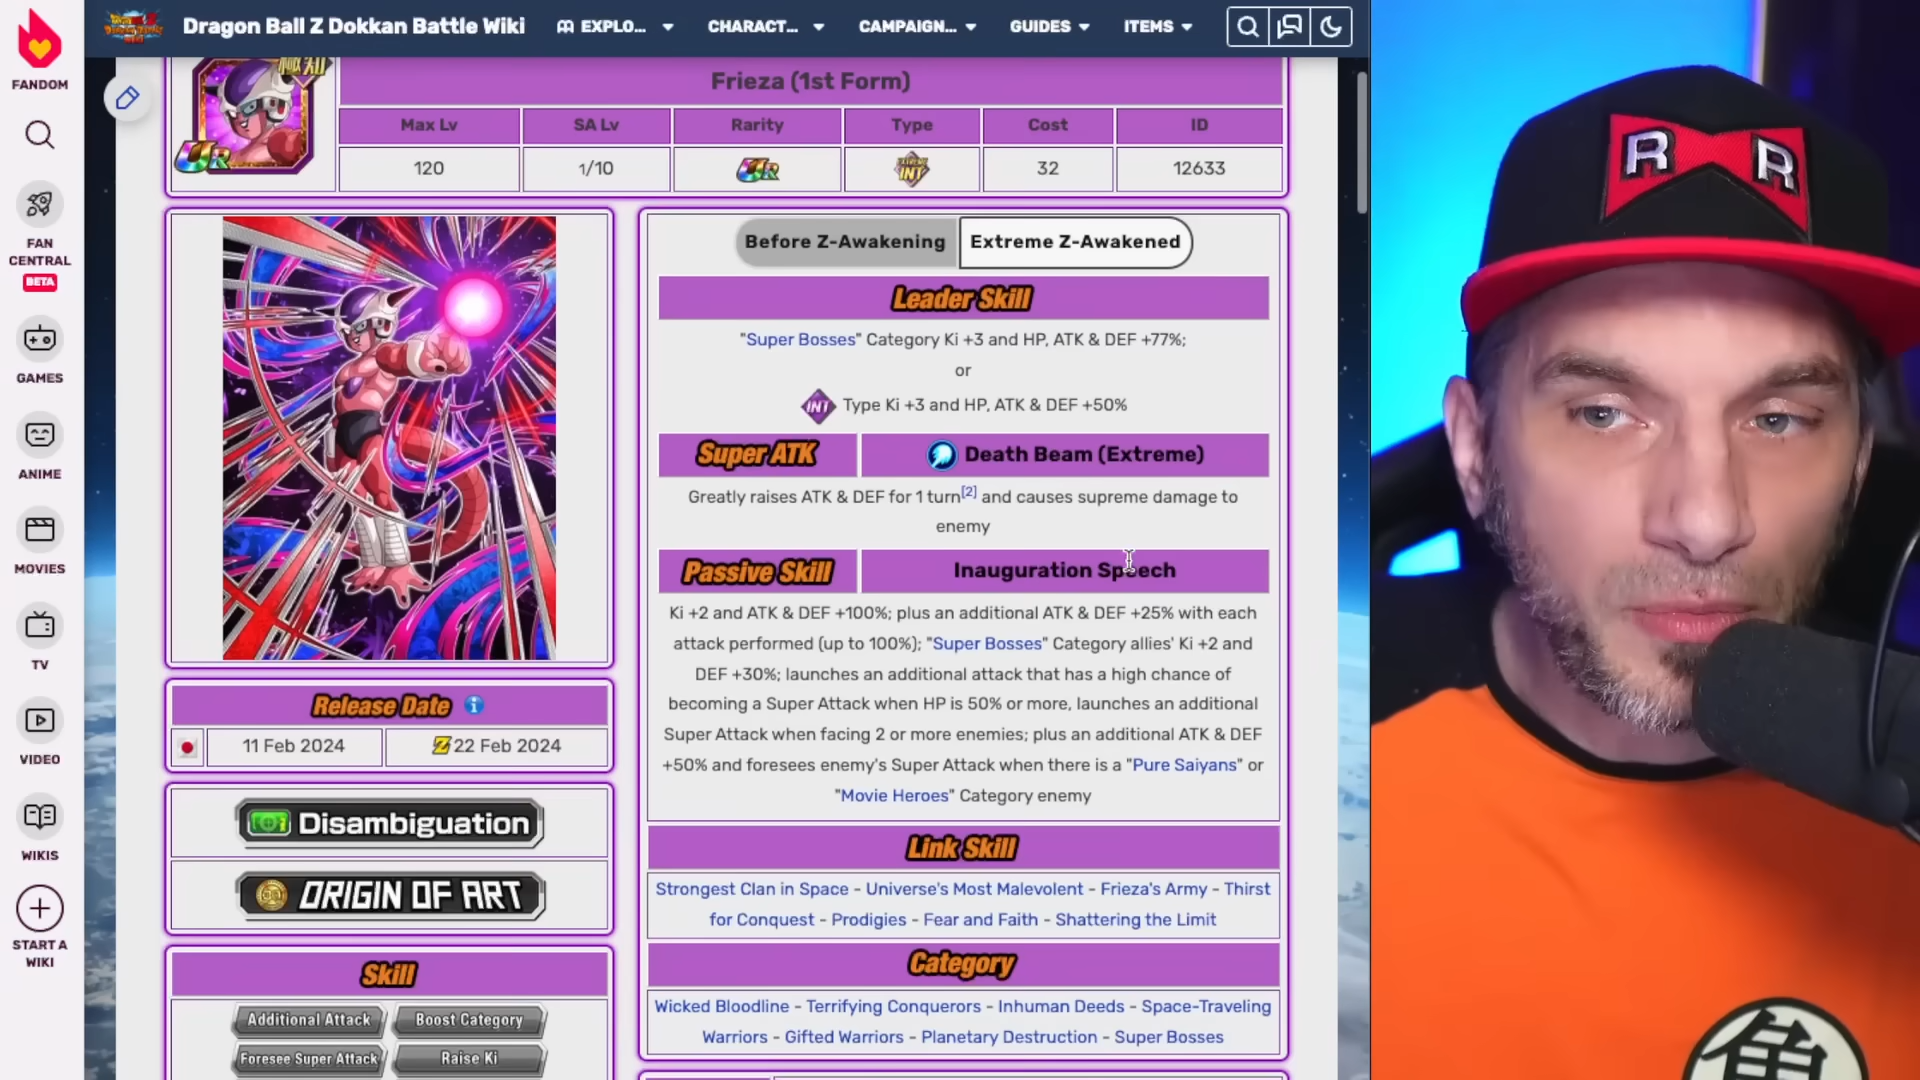 FANDOM
FAN
CENTRAL
BETA
GAMES
ANIME
MOVIES
TV
VIDEO
WIKIS
START A
WIKI
Dragon Ball Z Dokkan Battle Wiki
EXPLO...
CHARACT...
CAMPAIGN...
GUIDES
ITEMS
極知
UR
Frieza (1st Form)
Max Lv
SA Lv
Rarity
Type
Cost
ID
120
1/10
UR
EXTREME
INT
32
12633
Before Z-Awakening
Extreme Z-Awakened
Leader Skill
"Super Bosses" Category Ki +3 and HP, ATK & DEF +77%;
or
INT Type Ki +3 and HP, ATK & DEF +50%
Super ATK
Death Beam (Extreme)
Greatly raises ATK & DEF for 1 turn[2] and causes supreme damage to
enemy
Passive Skill
Inauguration Speech
Ki +2 and ATK & DEF +100%; plus an additional ATK & DEF +25% with each
attack performed (up to 100%); "Super Bosses" Category allies' Ki +2 and
DEF +30%; launches an additional attack that has a high chance of
becoming a Super Attack when HP is 50% or more, launches an additional
Super Attack when facing 2 or more enemies; plus an additional ATK & DEF
+50% and foresees enemy's Super Attack when there is a "Pure Saiyans" or
"Movie Heroes" Category enemy
Link Skill
Strongest Clan in Space - Universe's Most Malevolent - Frieza's Army - Thirst
for Conquest - Prodigies - Fear and Faith - Shattering the Limit
Category
Wicked Bloodline - Terrifying Conquerors - Inhuman Deeds - Space-Traveling
Warriors - Gifted Warriors - Planetary Destruction - Super Bosses
Release Date
11 Feb 2024
Z 22 Feb 2024
Disambiguation
ORIGIN OF ART
Skill
Additional Attack
Boost Category
Foresee Super Attack
Raise Ki
R R
亀